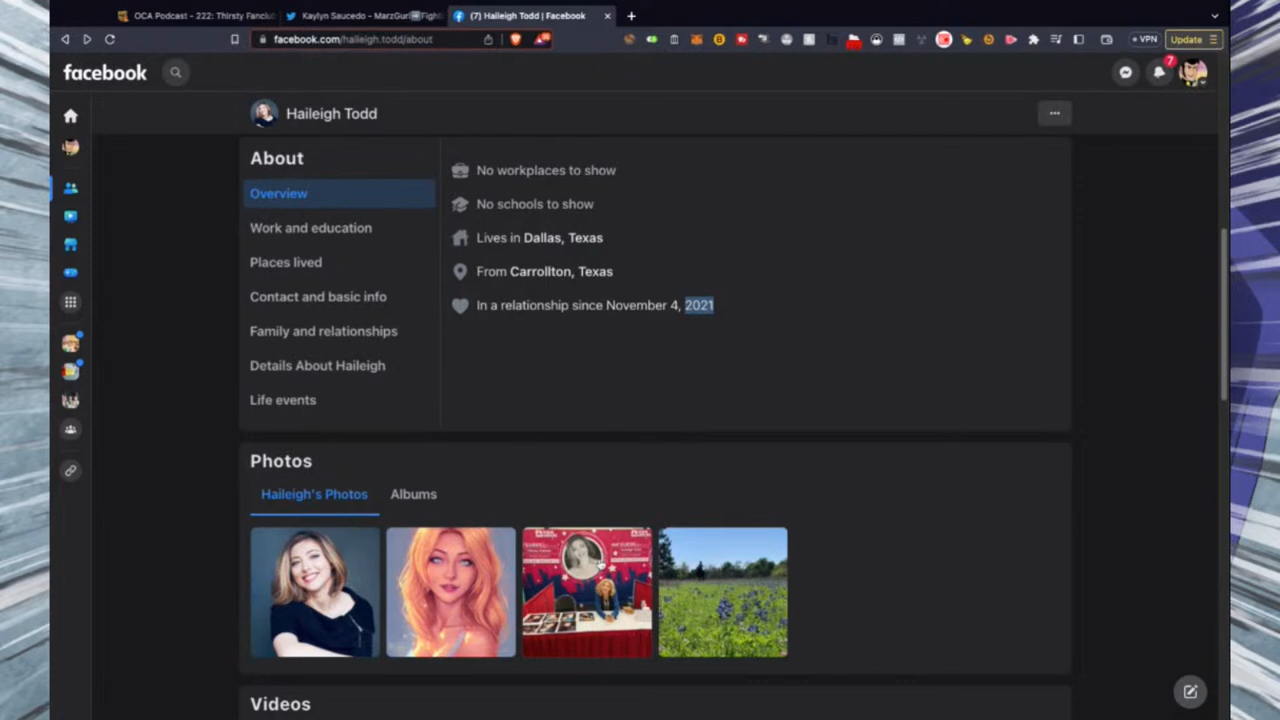 OCA Podcast - 222: Thirsty Fanclu
Kaylyn Saucedo - MarzGurl
(7) Haileigh Todd | Facebook
facebook.com/haileigh.todd/about
VPN
Update
facebook
7
Haileigh Todd
About
Overview
Work and education
Places lived
Contact and basic info
Family and relationships
Details About Haileigh
Life events
No workplaces to show
No schools to show
Lives in Dallas, Texas
From Carrollton, Texas
In a relationship since November 4, 2021
Photos
Haileigh's Photos
Albums
Videos